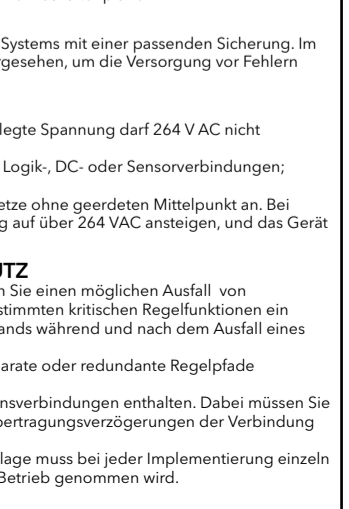 Systems mit einer passenden Sicherung. Im
gesehen, um die Versorgung vor Fehlern
legte Spannung darf 264 V AC nicht
Logik-, DC- oder Sensorverbindungen;
etze ohne geerdeten Mittelpunkt an. Bei
g auf über 264 VAC ansteigen, und das Gerät
UTZ
n Sie einen möglichen Ausfall von
stimmten kritischen Regelfunktionen ein
ands während und nach dem Ausfall eines
arate oder redundante Regelpfade
nsverbindungen enthalten. Dabei müssen Sie
bertragungsverzögerungen der Verbindung
lage muss bei jeder Implementierung einzeln
Betrieb genommen wird.